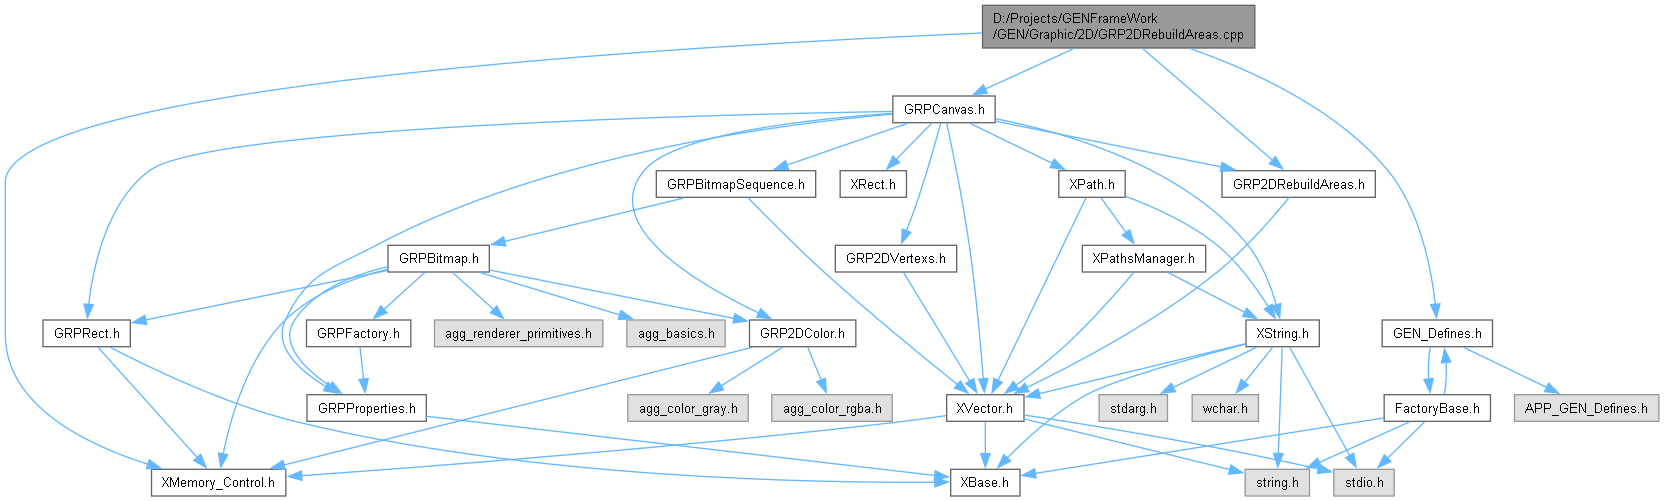 D:/Projects/GENFrameWork
/GEN/Graphic/2D/GRP2DRebuildAreas.cpp
GRPCanvas.h
GRPBitmapSequence.h
XRect.h
XPath.h
GRP2DRebuildAreas.h
GRPBitmap.h
GRP2DVertexs.h
XPathsManager.h
GRPRect.h
GRPFactory.h
agg_renderer_primitives.h
agg_basics.h
GRP2DColor.h
XString.h
GEN_Defines.h
GRPProperties.h
agg_color_gray.h
agg_color_rgba.h
XVector.h
stdarg.h
wchar.h
FactoryBase.h
APP_GEN_Defines.h
XMemory_Control.h
XBase.h
string.h
stdio.h